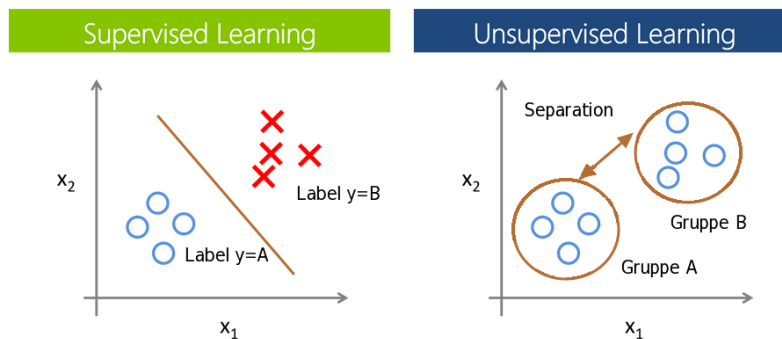 Supervised Learning
x2
Label y=B
Label y=A
x1
Unsupervised Learning
Separation
x2
Gruppe B
Gruppe A
x1